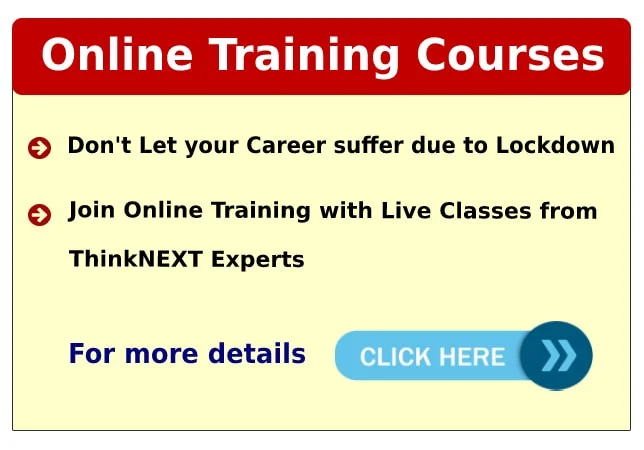 Online Training Courses
Don't Let your Career suffer due to Lockdown
Join Online Training with Live Classes from
ThinkNEXT Experts
For more details CLICK HERE